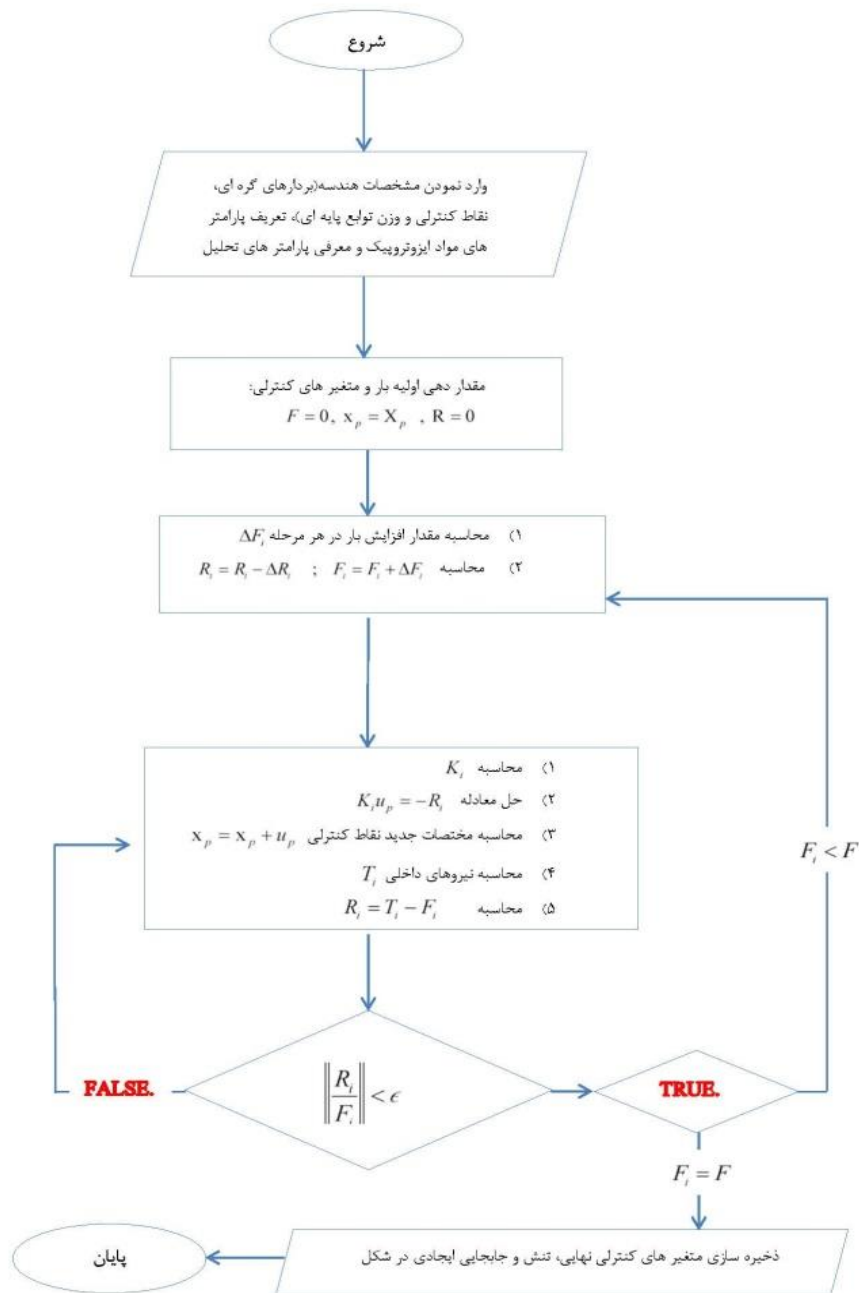 شروع
وارد نمودن مشخصات هندسه(بردارهای گره ای،
نقاط کنترلی و وزن توابع پایه ای)، تعریف پارامتر
های مواد ایزوتروپیک و معرفی پارامتر های تحلیل
مقدار دهی اولیه بار و متغیر های کنترلی:
F = 0, x_p = X_p , R = 0
۱) محاسبه مقدار افزایش بار در هر مرحله ΔF_i
۲) محاسبه R_i = R_i − ΔR_i ; F_i = F_i + ΔF_i
۱) محاسبه K_i
۲) حل معادله K_i u_p = −R_i
۳) محاسبه مختصات جدید نقاط کنترلی x_p = x_p + u_p
۴) محاسبه نیروهای داخلی T_i
۵) محاسبه R_i = T_i − F_i
F_i < F
FALSE.
‖R_i / F_i‖ < ϵ
TRUE.
F_i = F
ذخیره سازی متغیر های کنترلی نهایی، تنش و جابجایی ایجادی در شکل
پایان